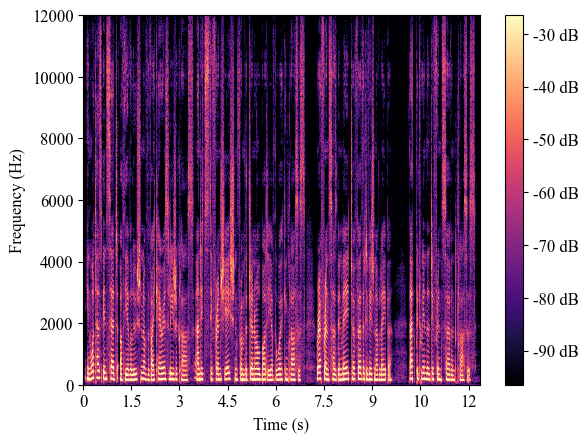 12000
10000
8000
6000
4000
2000
0
Frequency (Hz)
0 1.5 3 4.5 6 7.5 9 10 12
Time (s)
-30 dB
-40 dB
-50 dB
-60 dB
-70 dB
-80 dB
-90 dB